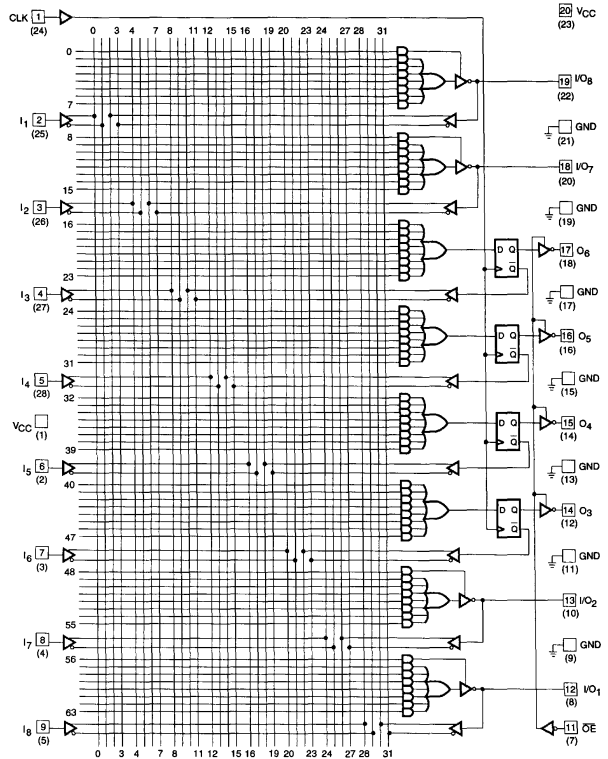 CLK 1 (24)
20 VCC (23)
0 3 4 7 8 11 12 15 16 19 20 23 24 27 28 31
0
19 I/O8 (22)
7
I1 2 (25)
GND (21)
8
18 I/O7 (20)
15
I2 3 (26)
GND (19)
16
D Q Q
17 O6 (18)
23
I3 4 (27)
GND (17)
24
D Q Q
16 O5 (16)
31
I4 5 (28)
GND (15)
32
VCC (1)
D Q Q
15 O4 (14)
39
I5 6 (2)
GND (13)
40
D Q Q
14 O3 (12)
47
I6 7 (3)
GND (11)
48
13 I/O2 (10)
55
I7 8 (4)
GND (9)
56
12 I/O1 (8)
63
I8 9 (5)
11 OE (7)
0 3 4 7 8 11 12 15 16 19 20 23 24 27 28 31